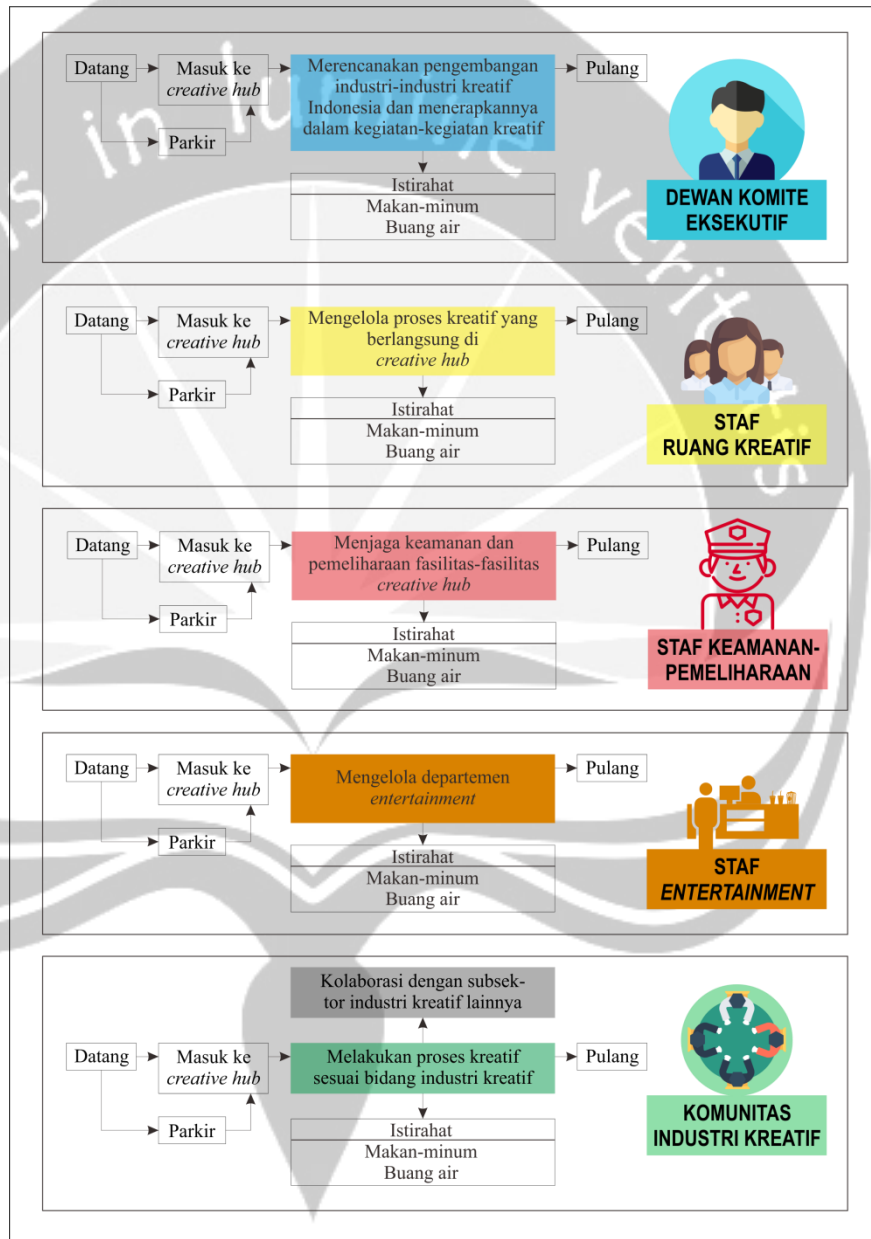 Datang
Masuk ke
creative hub
Parkir
Merencanakan pengembangan
industri-industri kreatif
Indonesia dan menerapkannya
dalam kegiatan-kegiatan kreatif
Pulang
Istirahat
Makan-minum
Buang air
DEWAN KOMITE
EKSEKUTIF
Datang
Masuk ke
creative hub
Parkir
Mengelola proses kreatif yang
berlangsung di
creative hub
Pulang
Istirahat
Makan-minum
Buang air
STAF
RUANG KREATIF
Datang
Masuk ke
creative hub
Parkir
Menjaga keamanan dan
pemeliharaan fasilitas-fasilitas
creative hub
Pulang
Istirahat
Makan-minum
Buang air
STAF KEAMANAN-
PEMELIHARAAN
Datang
Masuk ke
creative hub
Parkir
Mengelola departemen
entertainment
Pulang
Istirahat
Makan-minum
Buang air
STAF
ENTERTAINMENT
Kolaborasi dengan subsek-
tor industri kreatif lainnya
Datang
Masuk ke
creative hub
Parkir
Melakukan proses kreatif
sesuai bidang industri kreatif
Pulang
Istirahat
Makan-minum
Buang air
KOMUNITAS
INDUSTRI KREATIF
in lumine veritatis